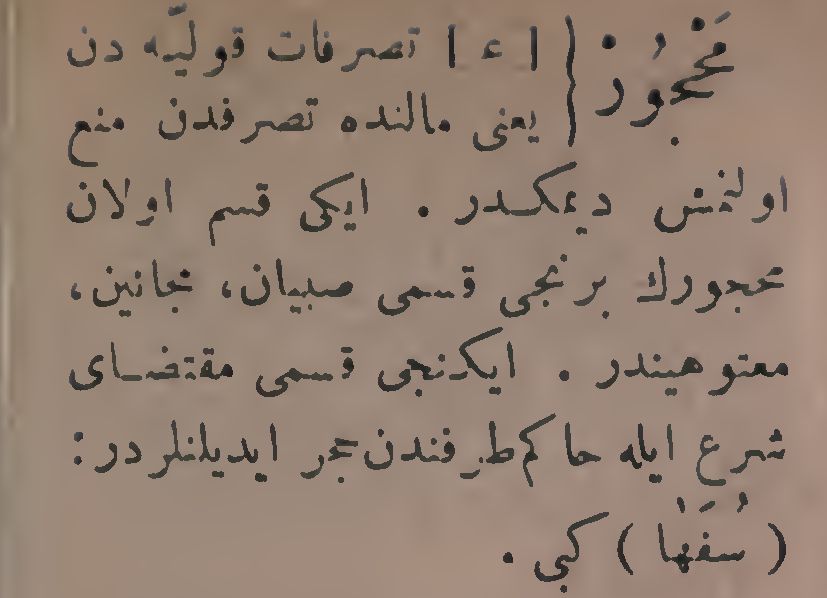 مَحْجُورْ { [ ع ] تصرفات قوليّه دن
يعنى مالنده تصرفدن منع
اولنمش ديمكدر . ايكى قسم اولان
محجورك برنجى قسمى صبيان، مجانين،
معتوهيندر . ايكنجى قسمى مقتضاى
شرع ايله حاكم طرفندن حجر ايديلنلردر :
( سُفَهَا ) كبى .